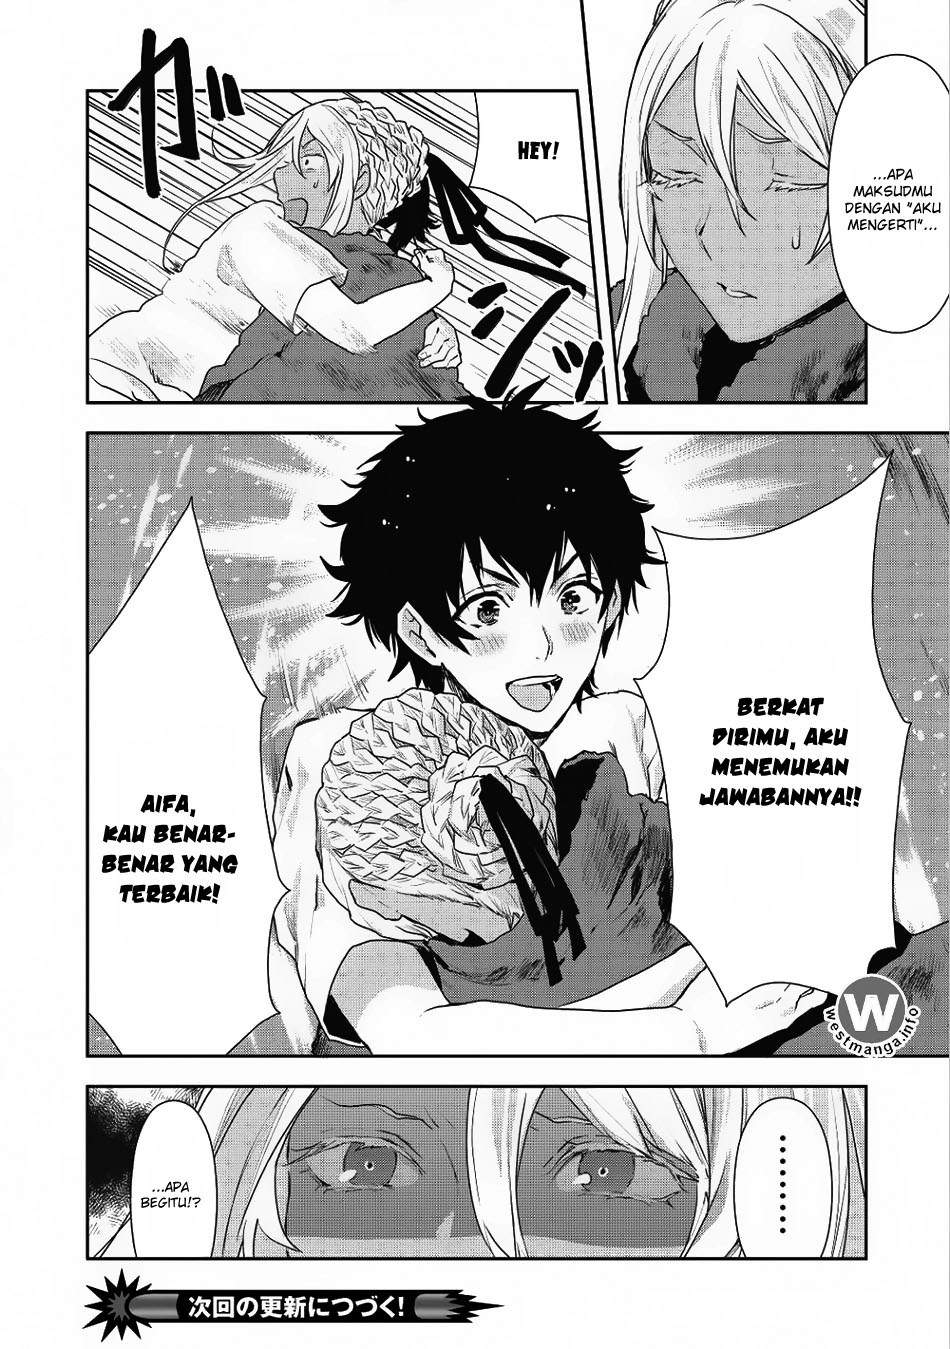 ...APA
MAKSUDMU
DENGAN "AKU
MENGERTI"...
HEY!
ガ
シッ
BERKAT
DIRIMU, AKU
MENEMUKAN
JAWABANNYA!!
AIFA,
KAU BENAR-
BENAR YANG
TERBAIK!
W
westmanga.info
.........
...APA
BEGITU!?
次回の更新につづく!